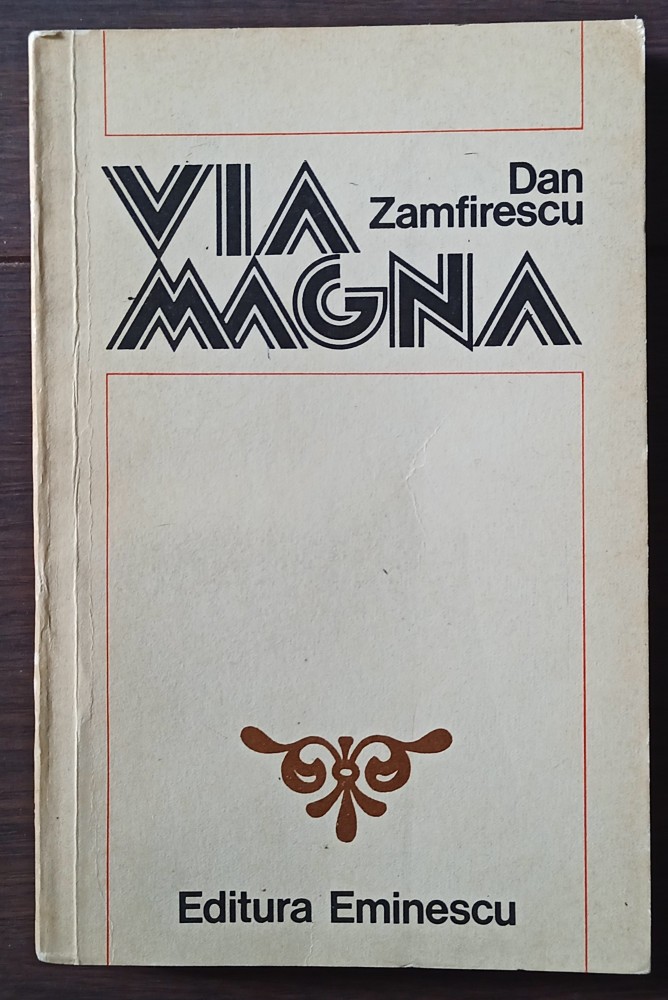 VIA
Dan
Zamfirescu
MAGNA
Editura Eminescu